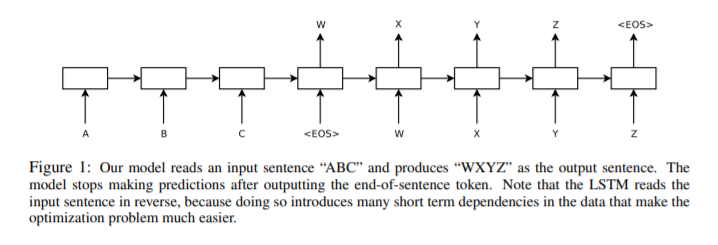 W X Y Z <EOS>
A B C <EOS> W X Y Z
Figure 1: Our model reads an input sentence “ABC” and produces “WXYZ” as the output sentence. The
model stops making predictions after outputting the end-of-sentence token. Note that the LSTM reads the
input sentence in reverse, because doing so introduces many short term dependencies in the data that make the
optimization problem much easier.